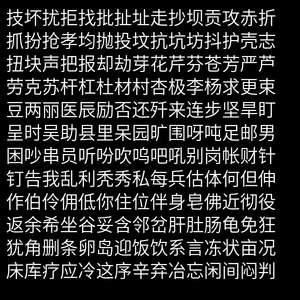 技坏扰拒找批扯址走抄坝贡攻赤折
抓扮抢孝均抛投坟抗坑坊抖护壳志
扭块声把报却劫芽花芹芬苍芳严芦
劳克苏杆杠杜材村杏极李杨求更束
豆两丽医辰励否还歼来连步坚旱盯
呈时吴助县里呆园旷围呀吨足邮男
困吵串员听吩吹呜吧吼别岗帐财针
钉告我乱利秃秀私每兵估体何但伸
作伯伶佣低你住位伴身皂佛近彻役
返余希坐谷妥含邻岔肝肚肠龟免狂
犹角删条卵岛迎饭饮系言冻状亩况
床库疗应冷这序辛弃冶忘闲间闷判